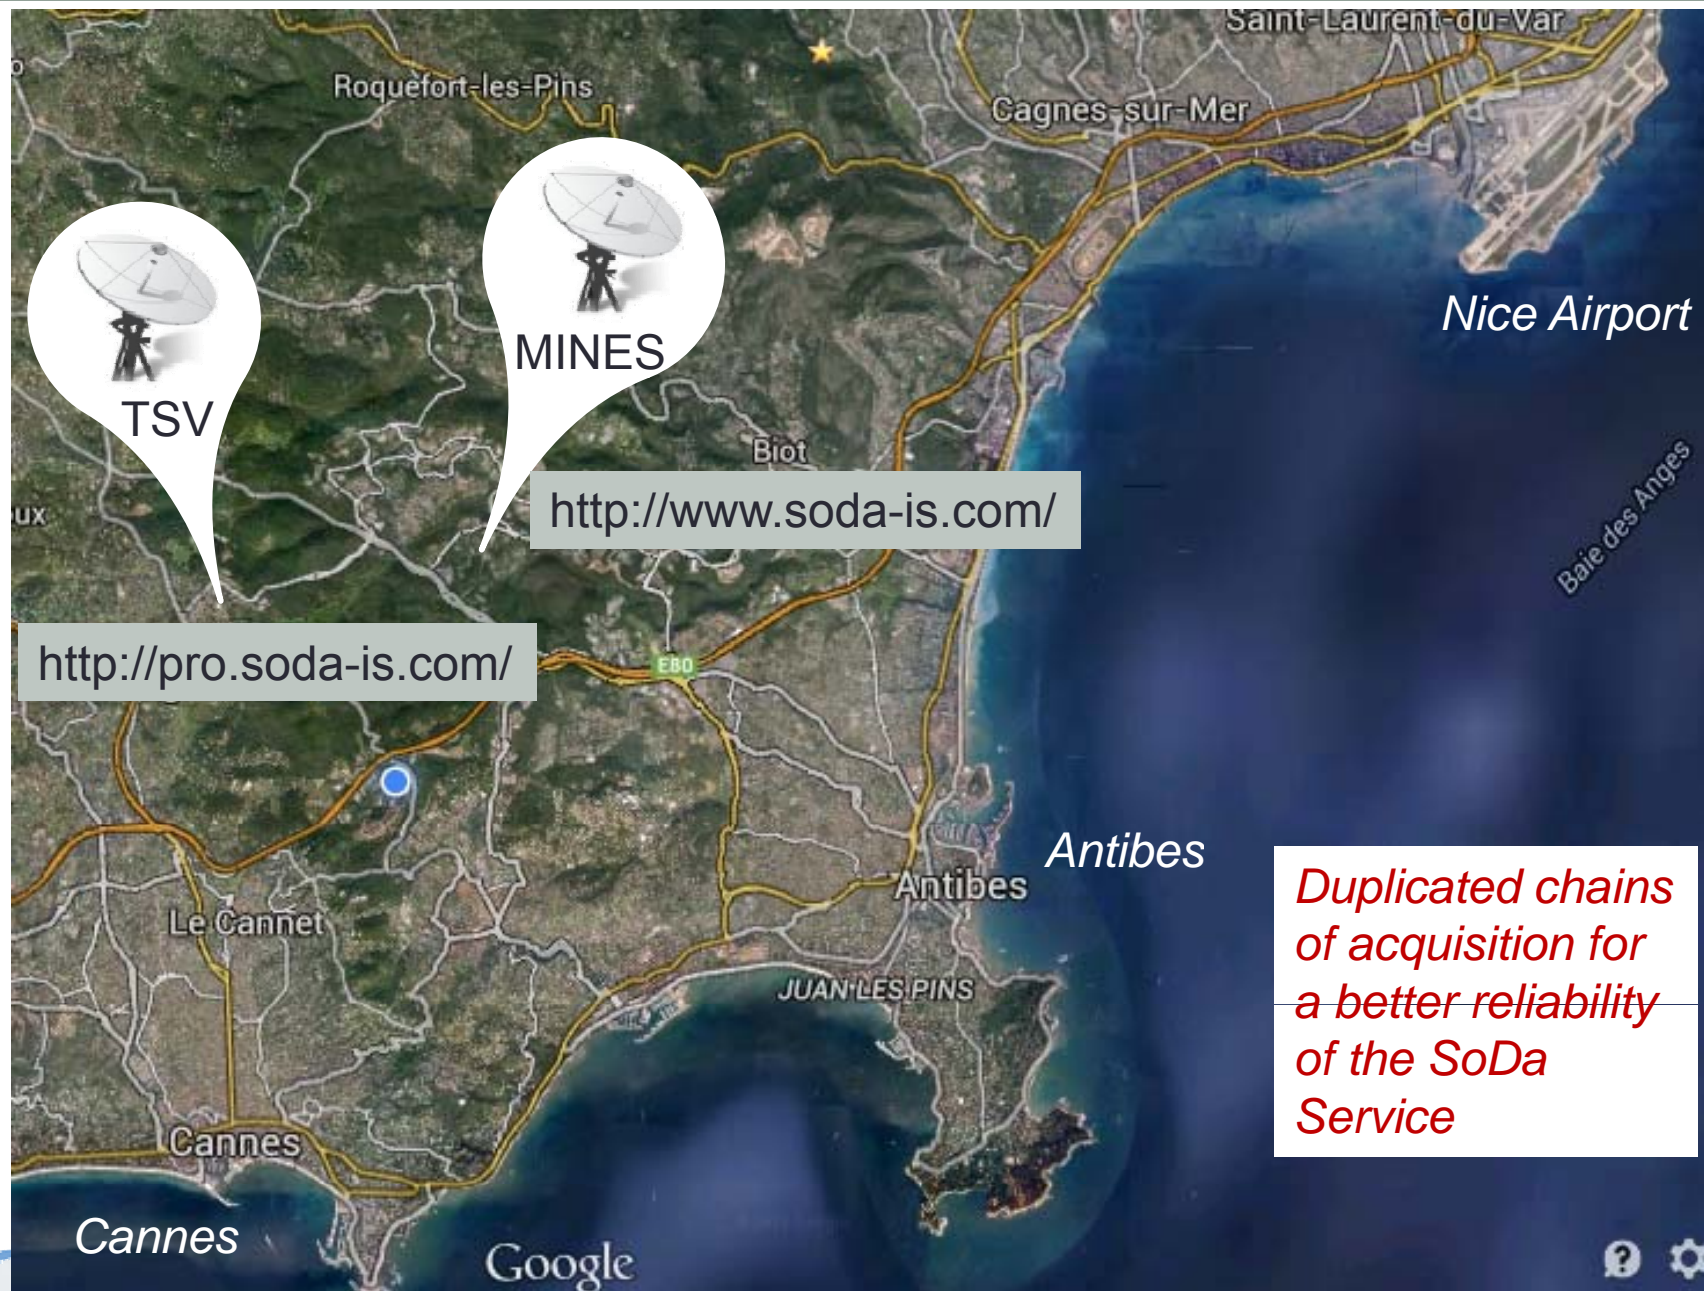 Saint-Laurent-du-Var
Roquefort-les-Pins
Cagnes-sur-Mer
Nice Airport
MINES
TSV
Biot
http://www.soda-is.com/
ux
Baie des Anges
http://pro.soda-is.com/
E80
Antibes
Antibes
Le Cannet
Duplicated chains
of acquisition for
a better reliability
of the SoDa
Service
JUAN LES PINS
Cannes
Cannes
Google
?